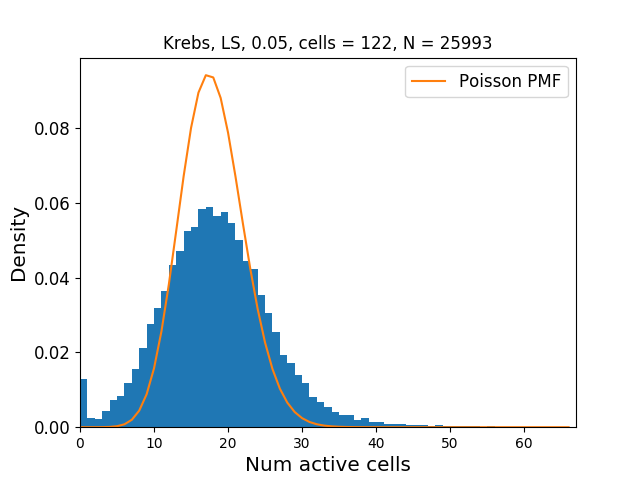 Krebs, LS, 0.05, cells = 122, N = 25993
Poisson PMF
0.08
0.06
0.04
0.02
0.00
Density
0 10 20 30 40 50 60
Num active cells